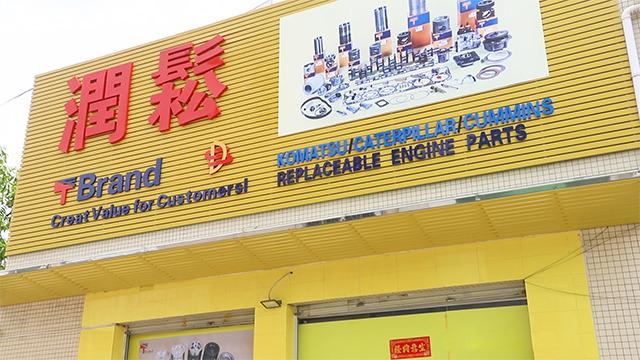 潤鬆
Brand
Creat Value for Customers!
KOMATSU/CATERPILLAR/CUMMINS
REPLACEABLE ENGINE PARTS